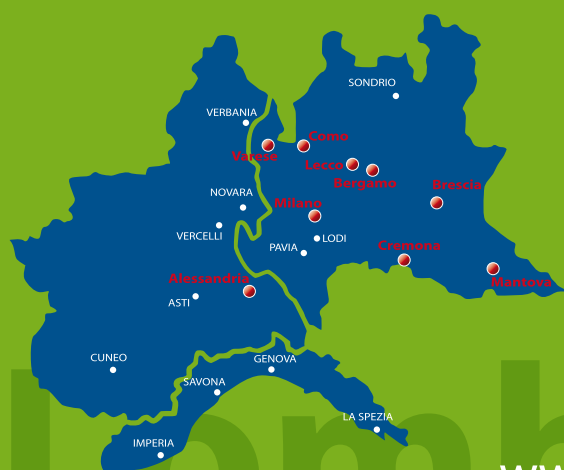 SONDRIO
VERBANIA
Como
Varese
Lecco
Bergamo
Brescia
NOVARA
Milano
VERCELLI
LODI
PAVIA
Cremona
Mantova
Alessandria
ASTI
CUNEO
GENOVA
SAVONA
LA SPEZIA
IMPERIA